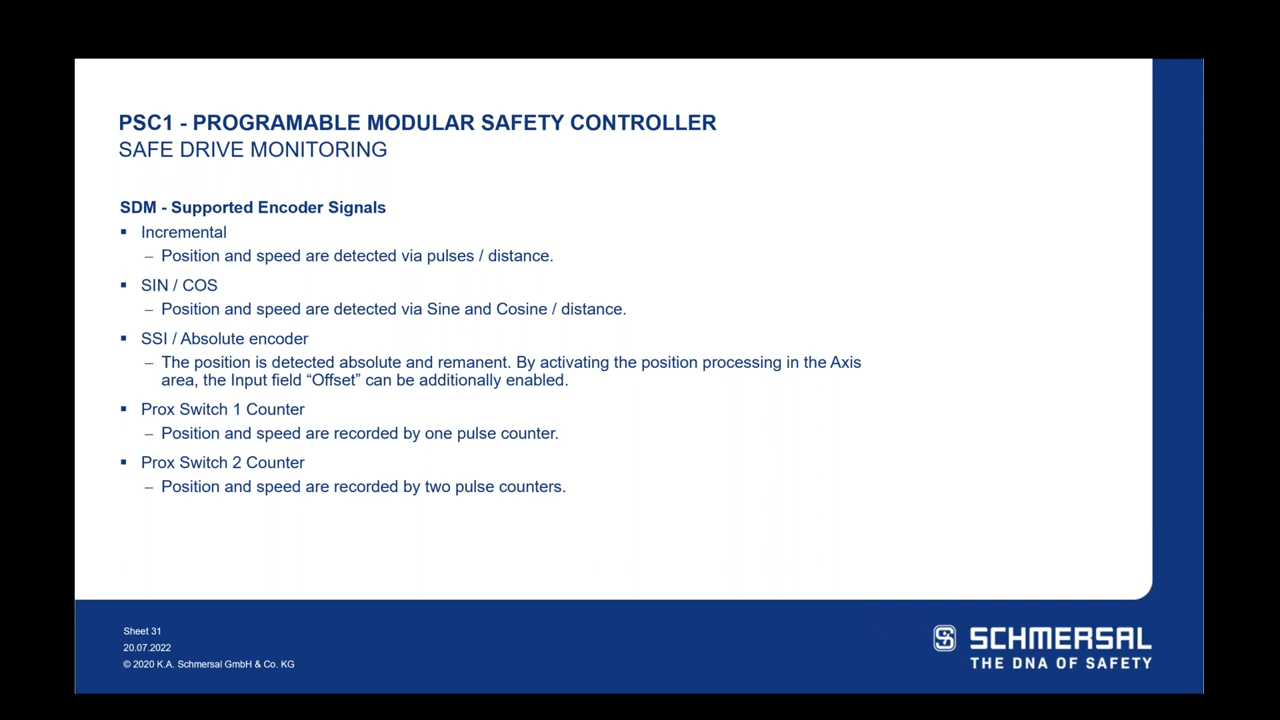 PSC1 - PROGRAMABLE MODULAR SAFETY CONTROLLER
SAFE DRIVE MONITORING
SDM - Supported Encoder Signals
▪ Incremental
– Position and speed are detected via pulses / distance.
▪ SIN / COS
– Position and speed are detected via Sine and Cosine / distance.
▪ SSI / Absolute encoder
– The position is detected absolute and remanent. By activating the position processing in the Axis
area, the Input field “Offset” can be additionally enabled.
▪ Prox Switch 1 Counter
– Position and speed are recorded by one pulse counter.
▪ Prox Switch 2 Counter
– Position and speed are recorded by two pulse counters.
Sheet 31
20.07.2022
© 2020 K.A. Schmersal GmbH & Co. KG
SCHMERSAL
THE DNA OF SAFETY